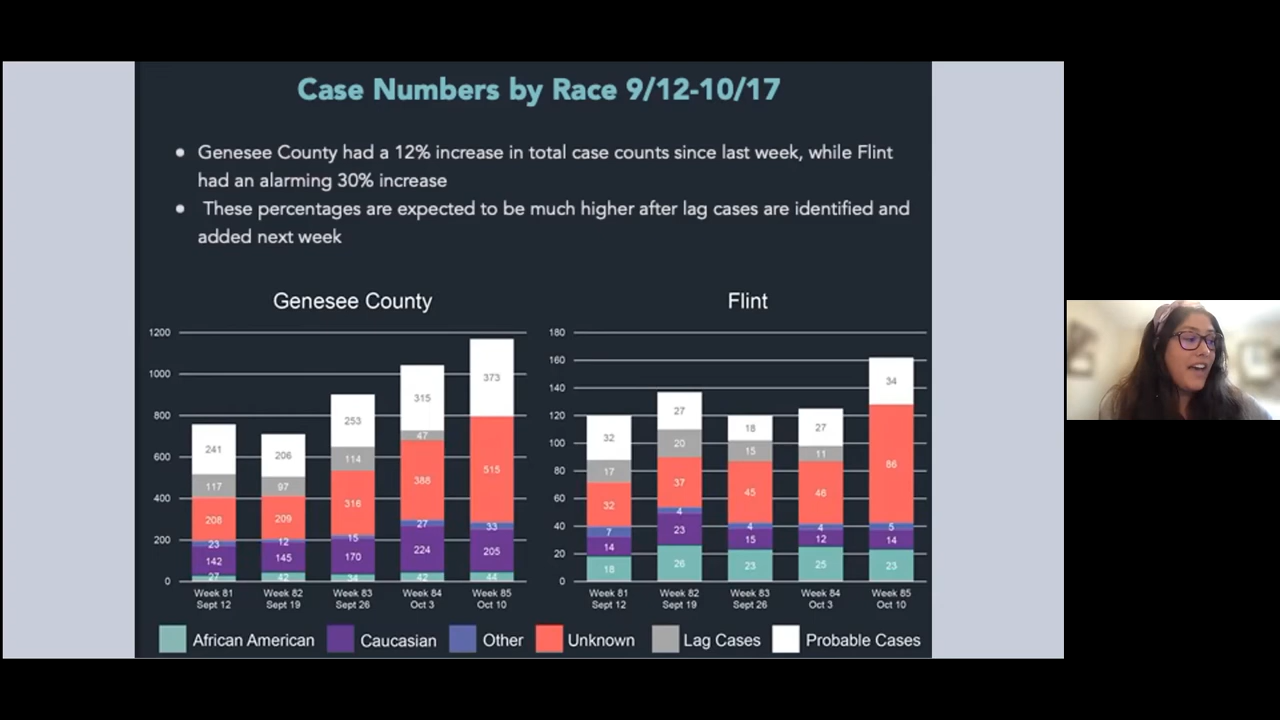 Case Numbers by Race 9/12-10/17
• Genesee County had a 12% increase in total case counts since last week, while Flint
had an alarming 30% increase
• These percentages are expected to be much higher after lag cases are identified and
added next week
Genesee County
1200
1000
800
600
400
200
0
241
117
208
23
142
27
206
97
209
12
145
42
253
114
316
15
170
34
315
47
388
27
224
42
373
515
33
205
44
Week 81
Sept 12
Week 82
Sept 19
Week 83
Sept 26
Week 84
Oct 3
Week 85
Oct 10
Flint
180
160
140
120
100
80
60
40
20
0
32
17
32
7
14
18
27
20
37
4
23
26
18
15
45
4
15
23
27
11
46
4
12
25
34
86
5
14
23
Week 81
Sept 12
Week 82
Sept 19
Week 83
Sept 26
Week 84
Oct 3
Week 85
Oct 10
African American
Caucasian
Other
Unknown
Lag Cases
Probable Cases